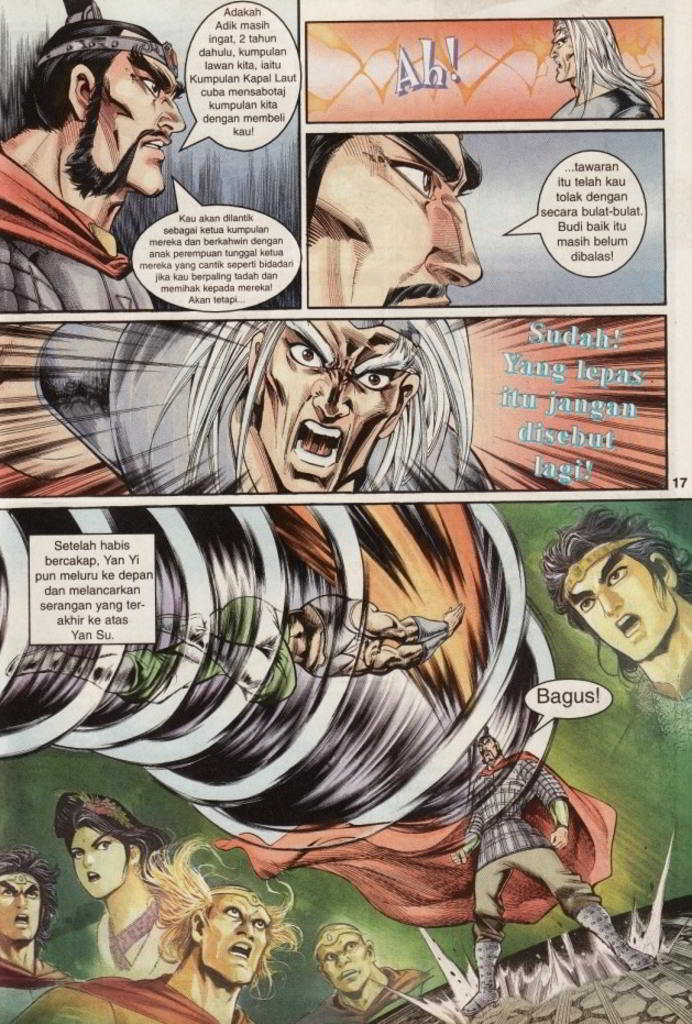 Adakah
Adik masih
ingat, 2 tahun
dahulu, kumpulan
lawan kita, iaitu
Kumpulan Kapal Laut
cuba mensabotaj
kumpulan kita
dengan membeli
kau!
Kau akan dilantik
sebagai ketua kumpulan
mereka dan berkahwin dengan
anak perempuan tunggal ketua
mereka yang cantik seperti bidadari
jika kau berpaling tadah dan
memihak kepada mereka!
Akan tetapi...
Ah!
...tawaran
itu telah kau
tolak dengan
secara bulat-bulat.
Budi baik itu
masih belum
dibalas!
Sudah!
Yang lepas
itu jangan
disebut
lagi!
17
Setelah habis
bercakap, Yan Yi
pun meluru ke depan
dan melancarkan
serangan yang ter-
akhir ke atas
Yan Su.
Bagus!